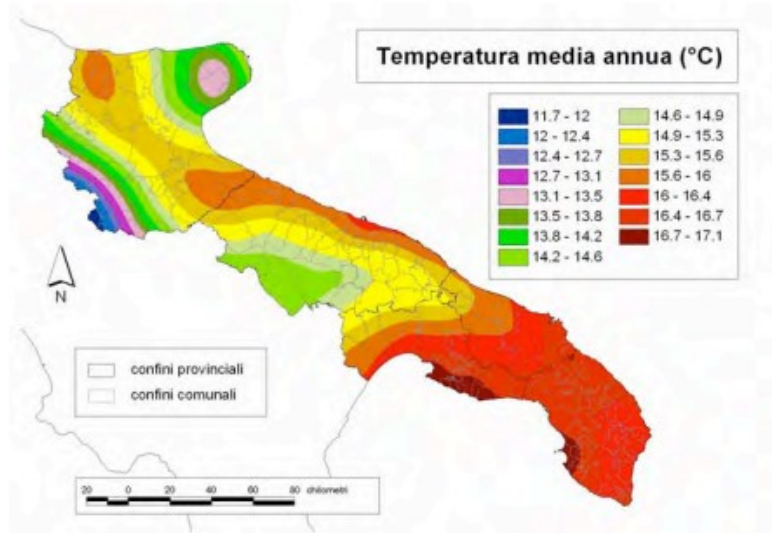 Temperatura media annua (°C)
11.7 - 12
12 - 12.4
12.4 - 12.7
12.7 - 13.1
13.1 - 13.5
13.5 - 13.8
13.8 - 14.2
14.2 - 14.6
14.6 - 14.9
14.9 - 15.3
15.3 - 15.6
15.6 - 16
16 - 16.4
16.4 - 16.7
16.7 - 17.1
N
confini provinciali
confini comunali
20 0 20 40 60 80 chilometri